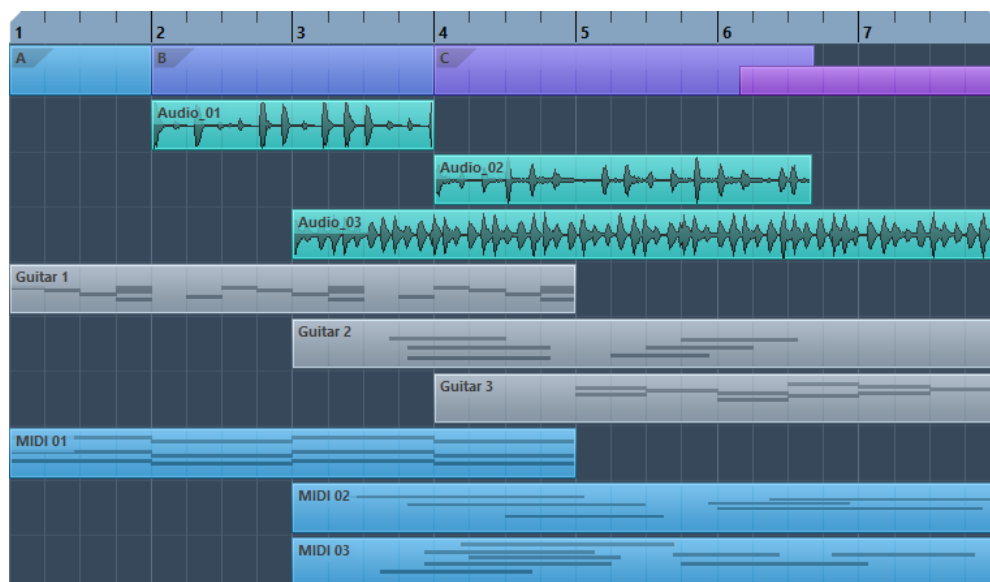 1 2 3 4 5 6 7
A B C
Audio_01
Audio_02
Audio_03
Guitar 1
Guitar 2
Guitar 3
MIDI 01
MIDI 02
MIDI 03